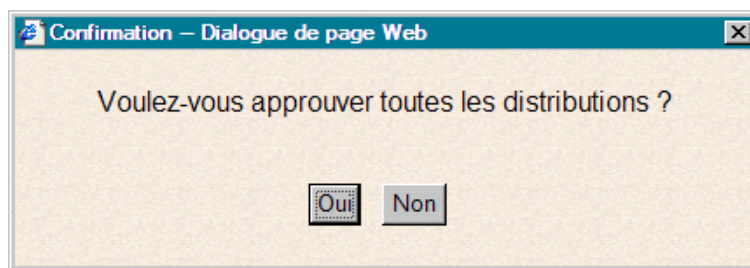 Confirmation – Dialogue de page Web
Voulez-vous approuver toutes les distributions ?
Oui Non